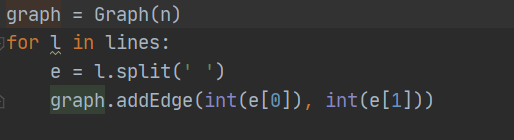 graph = Graph(n)
for l in lines:
    e = l.split(' ')
    graph.addEdge(int(e[0]), int(e[1]))